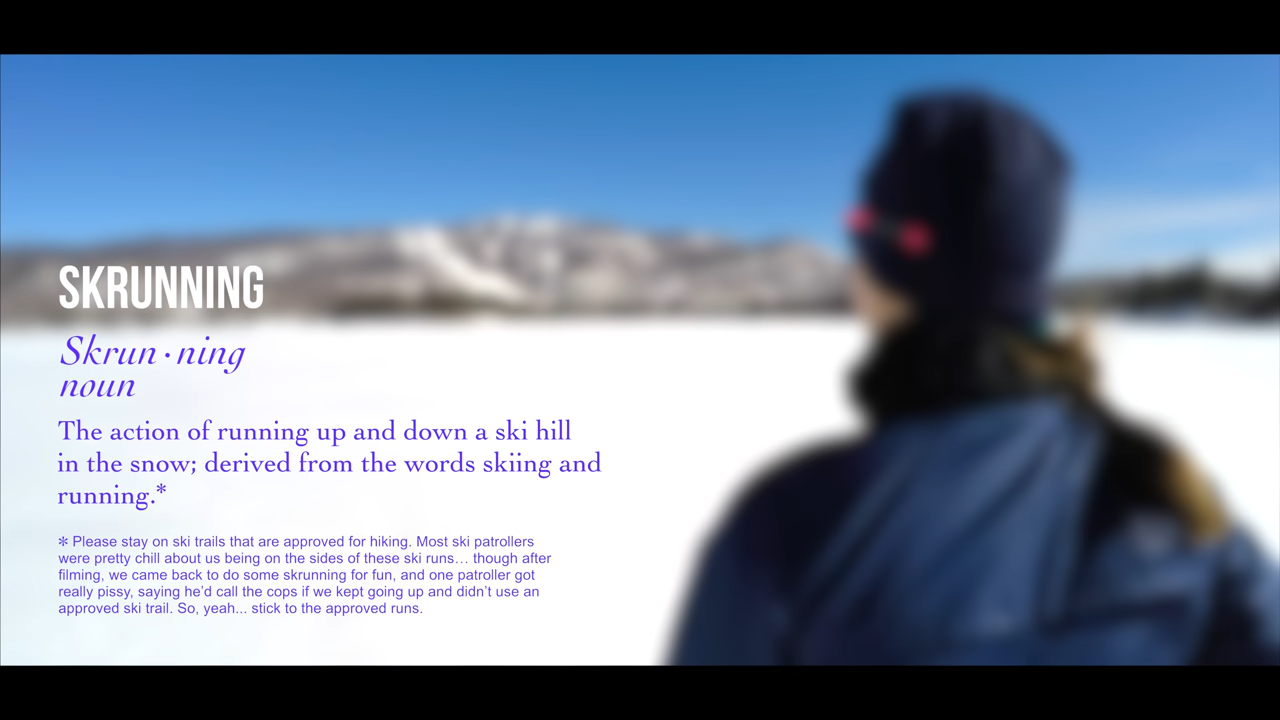 SKRUNNING
Skrun · ning
noun
The action of running up and down a ski hill
in the snow; derived from the words skiing and
running.*
* Please stay on ski trails that are approved for hiking. Most ski patrollers
were pretty chill about us being on the sides of these ski runs… though after
filming, we came back to do some skrunning for fun, and one patroller got
really pissy, saying he’d call the cops if we kept going up and didn’t use an
approved ski trail. So, yeah... stick to the approved runs.